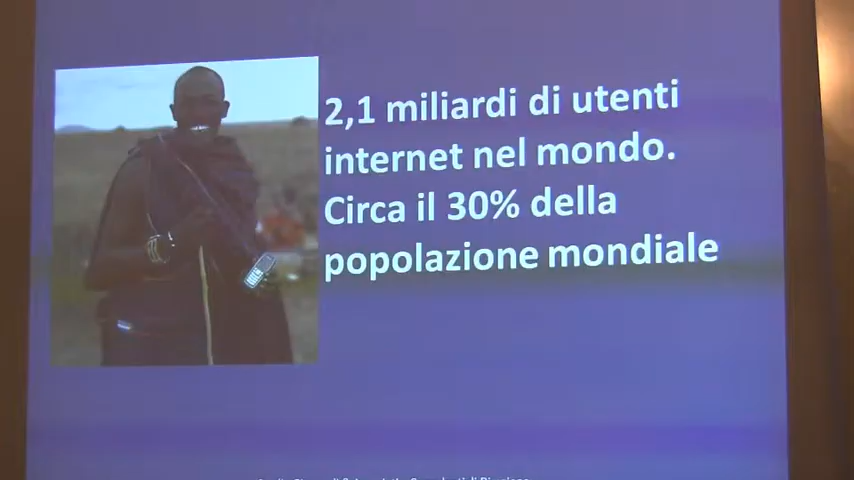 2,1 miliardi di utenti
internet nel mondo.
Circa il 30% della
popolazione mondiale